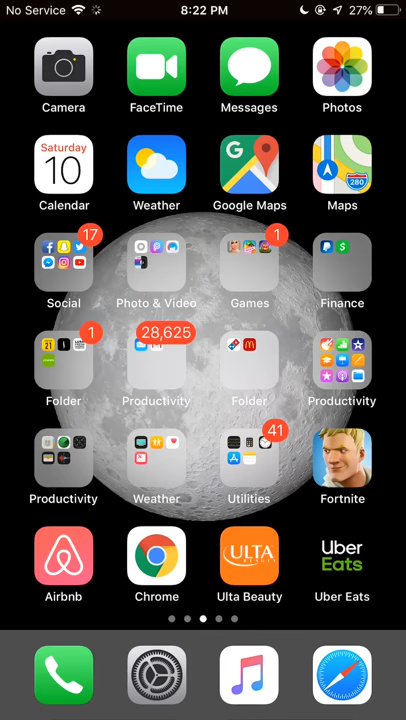 No Service 8:22 PM 27%
Camera FaceTime Messages Photos
Saturday
10 G 280
Calendar Weather Google Maps Maps
17 1
Social Photo & Video Games Finance
1 28,625
21
Folder Productivity Folder Productivity
41
Productivity Weather Utilities Fortnite
ULTA
BEAUTY
Uber
Eats
Airbnb Chrome Ulta Beauty Uber Eats